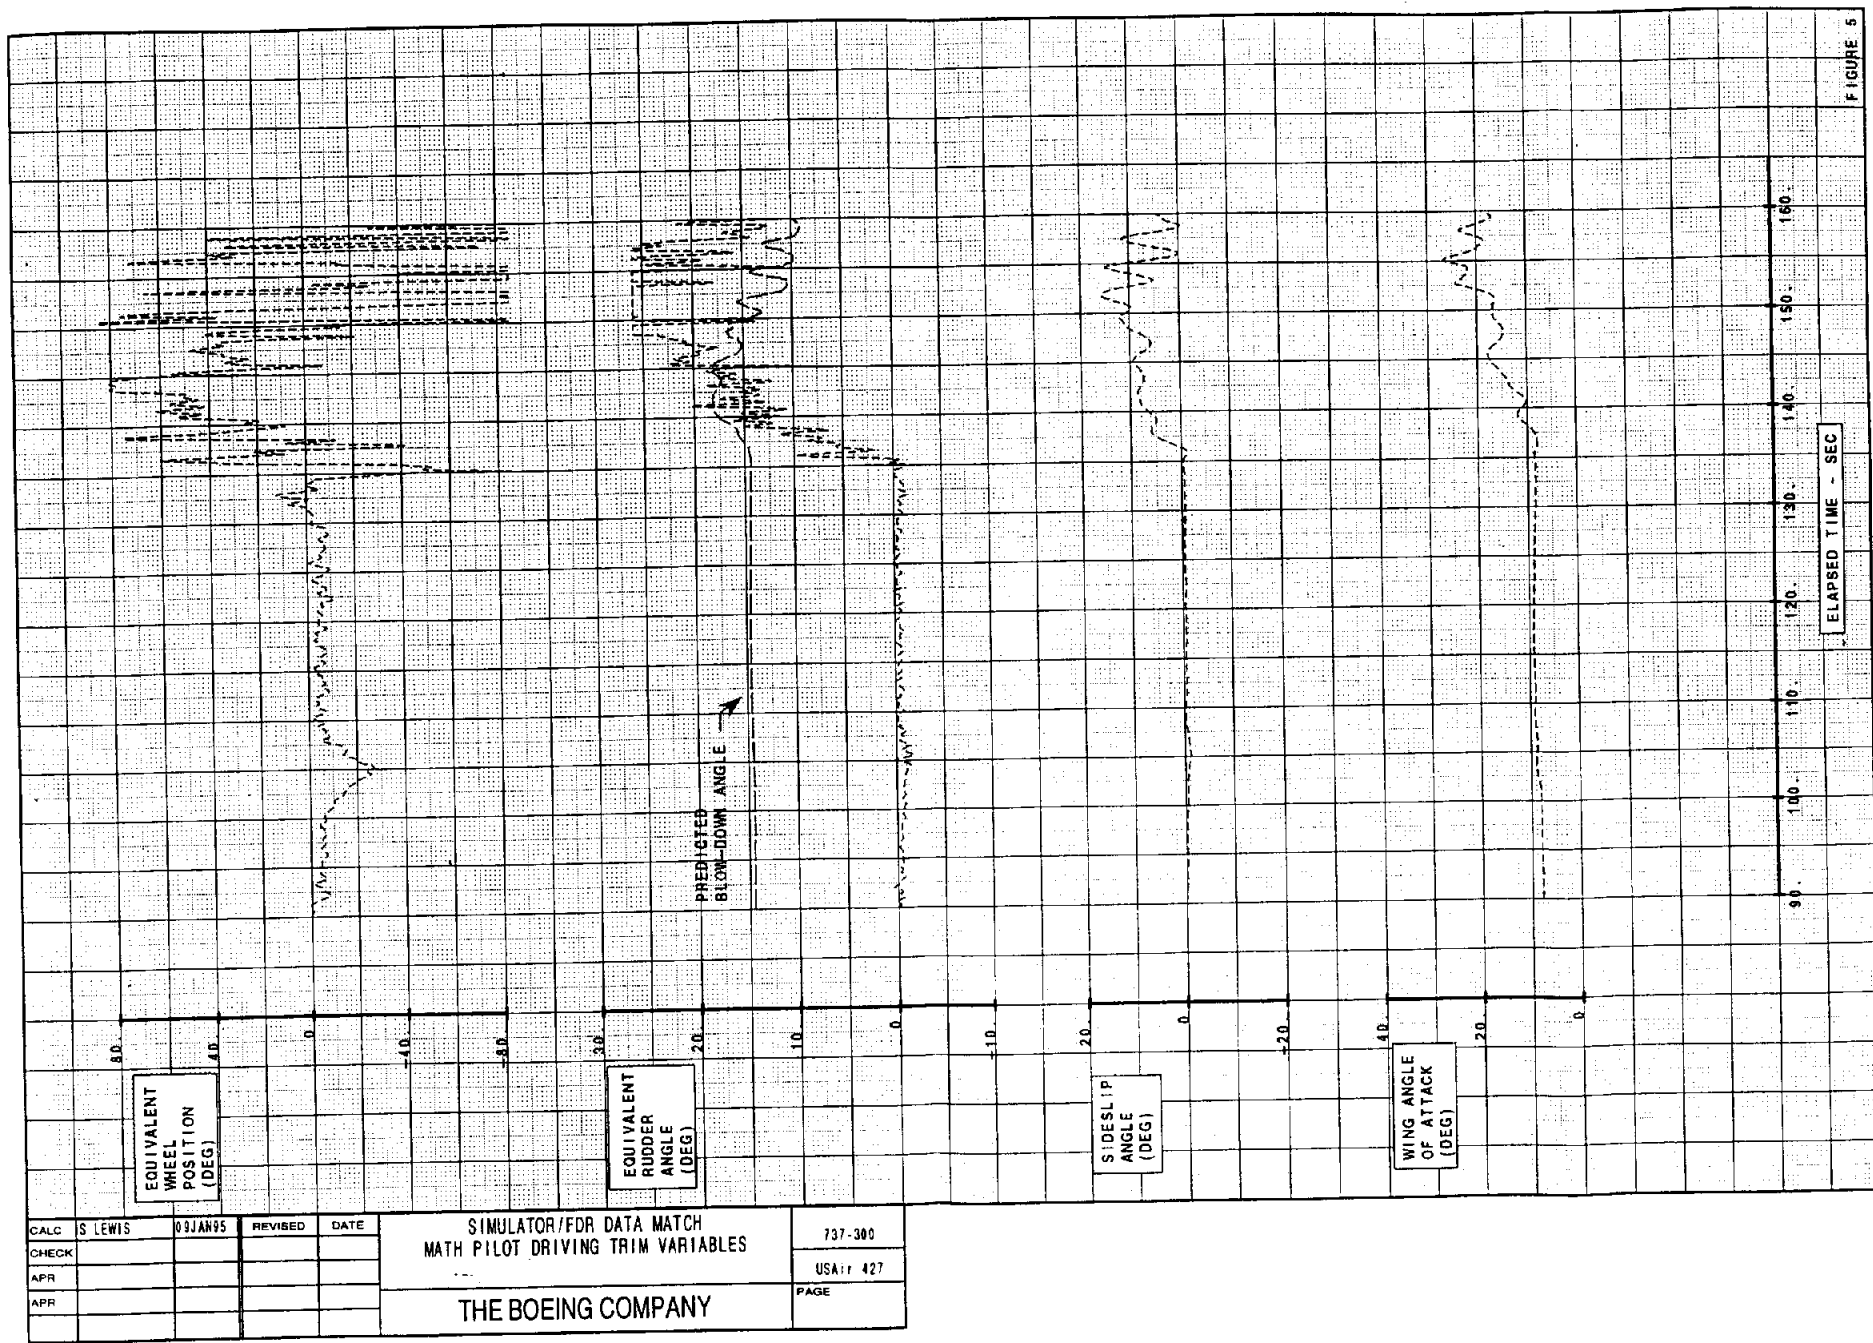 FIGURE 5
80.
40.
0.
-40.
-80.
EQUIVALENT
WHEEL
POSITION
(DEG)
30.
20.
10.
0.
-10.
EQUIVALENT
RUDDER
ANGLE
(DEG)
PREDICTED
BLOW-DOWN ANGLE
20.
0.
-20.
SIDESLIP
ANGLE
(DEG)
40.
20.
0.
WING ANGLE
OF ATTACK
(DEG)
90.
100.
110.
120.
130.
140.
150.
160.
ELAPSED TIME ~ SEC
CALC S LEWIS 09JAN95 REVISED DATE
CHECK
APR
APR
SIMULATOR/FDR DATA MATCH
MATH PILOT DRIVING TRIM VARIABLES
THE BOEING COMPANY
737-300
USAir 427
PAGE